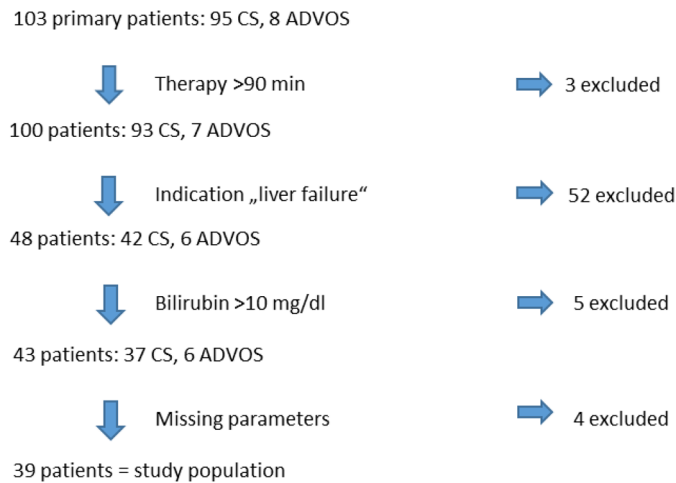 103 primary patients: 95 CS, 8 ADVOS
Therapy >90 min
3 excluded
100 patients: 93 CS, 7 ADVOS
Indication „liver failure“
52 excluded
48 patients: 42 CS, 6 ADVOS
Bilirubin >10 mg/dl
5 excluded
43 patients: 37 CS, 6 ADVOS
Missing parameters
4 excluded
39 patients = study population